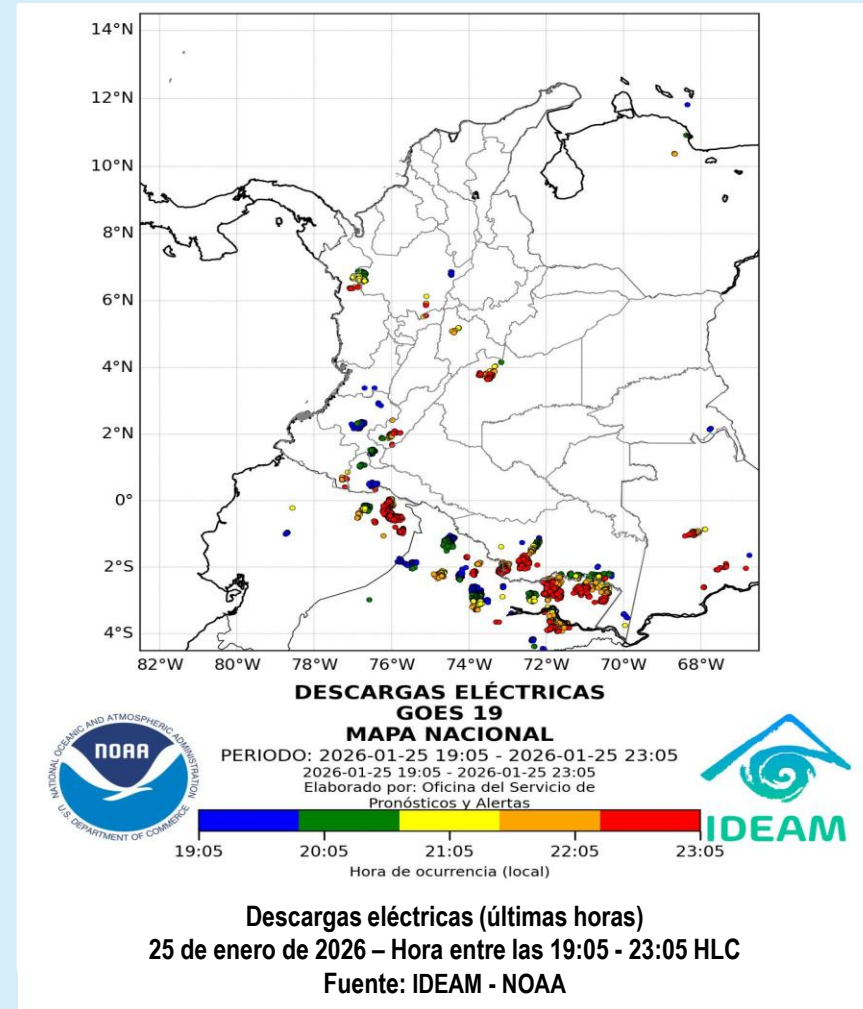 14°N
12°N
10°N
8°N
6°N
4°N
2°N
0°
2°S
4°S
82°W 80°W 78°W 76°W 74°W 72°W 70°W 68°W
DESCARGAS ELÉCTRICAS
GOES 19
MAPA NACIONAL
PERIODO: 2026-01-25 19:05 - 2026-01-25 23:05
2026-01-25 19:05 - 2026-01-25 23:05
Elaborado por: Oficina del Servicio de
Pronósticos y Alertas
NATIONAL OCEANIC AND ATMOSPHERIC ADMINISTRATION
NOAA
U.S. DEPARTMENT OF COMMERCE
IDEAM
19:05 20:05 21:05 22:05 23:05
Hora de ocurrencia (local)
Descargas eléctricas (últimas horas)
25 de enero de 2026 – Hora entre las 19:05 - 23:05 HLC
Fuente: IDEAM - NOAA